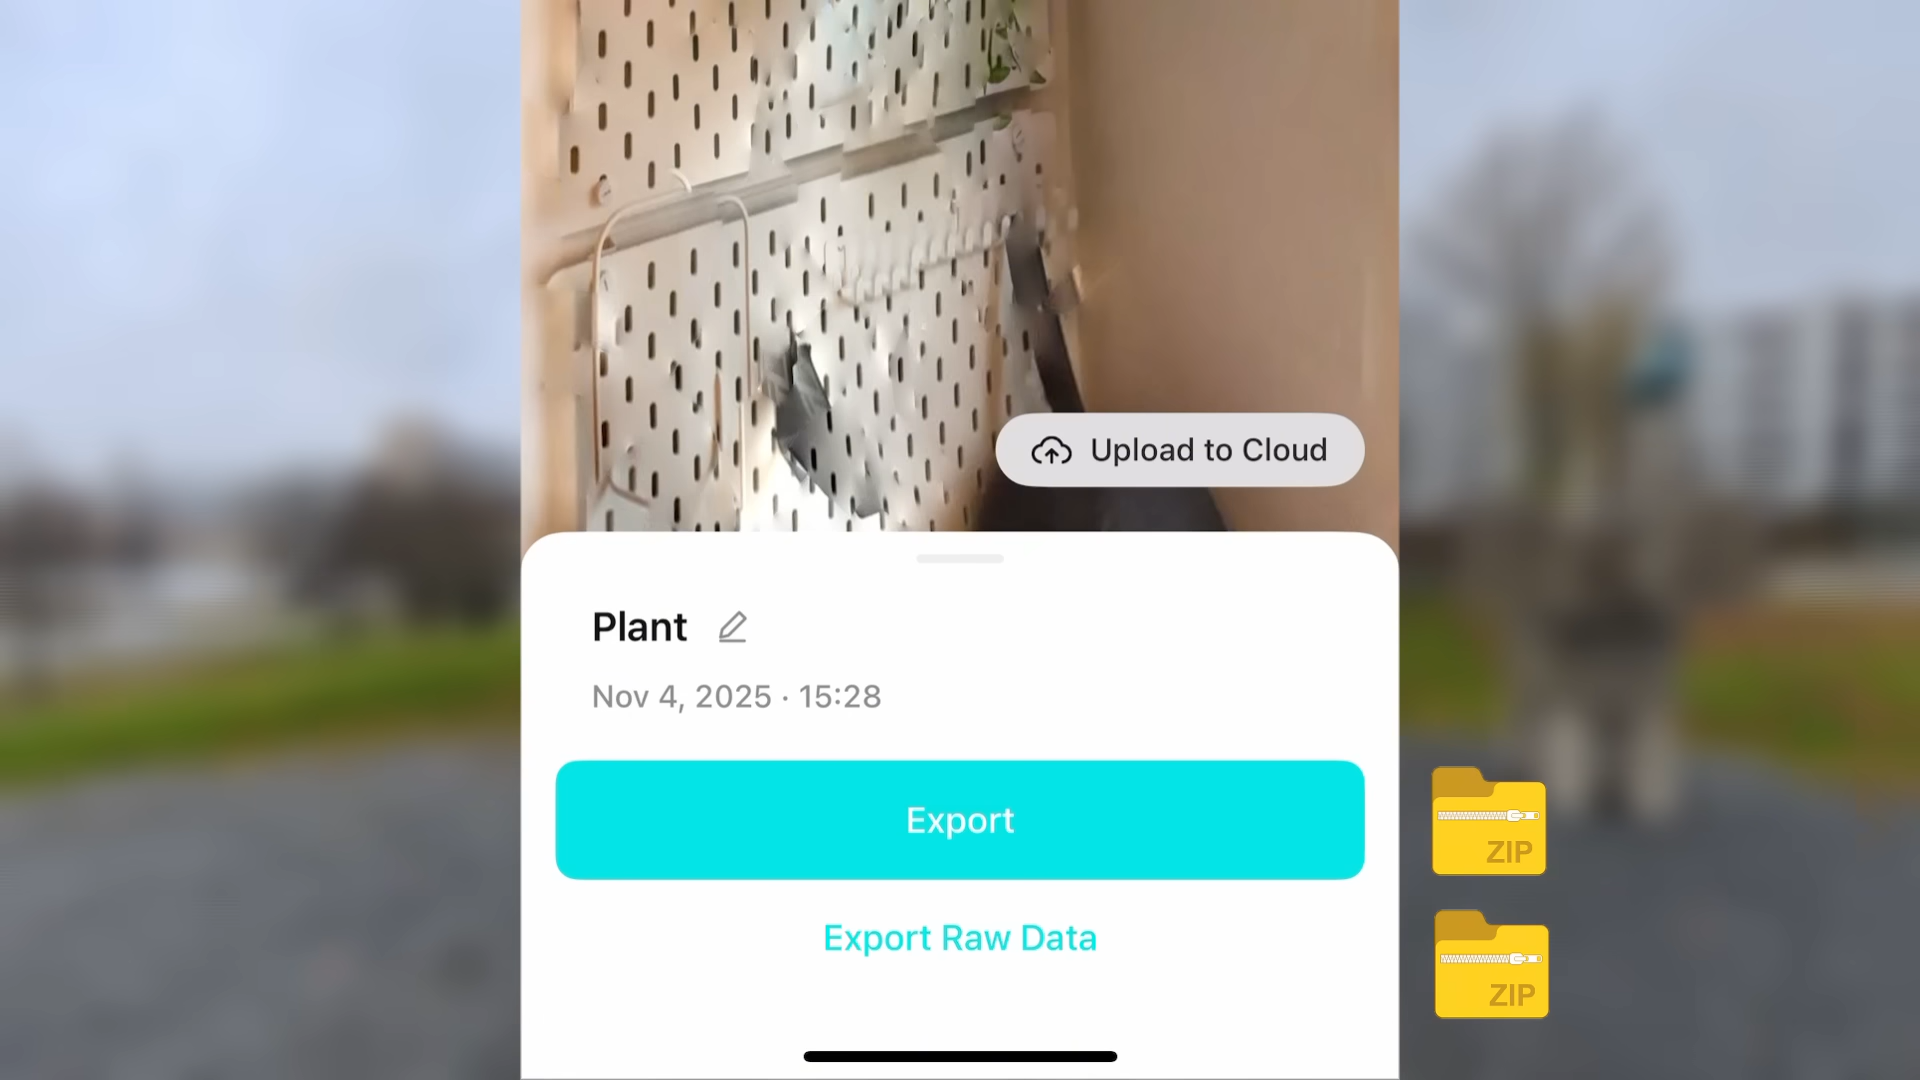 Upload to Cloud
Plant
Nov 4, 2025 · 15:28
Export
ZIP
Export Raw Data
ZIP